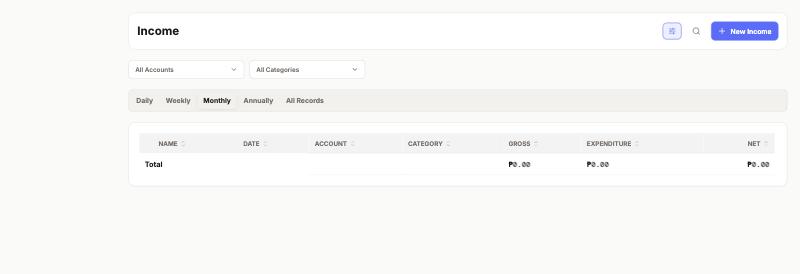 Income
New Income
All Accounts
All Categories
Daily Weekly Monthly Annually All Records
NAME DATE ACCOUNT CATEGORY GROSS EXPENDITURE NET
Total ₱0.00 ₱0.00 ₱0.00